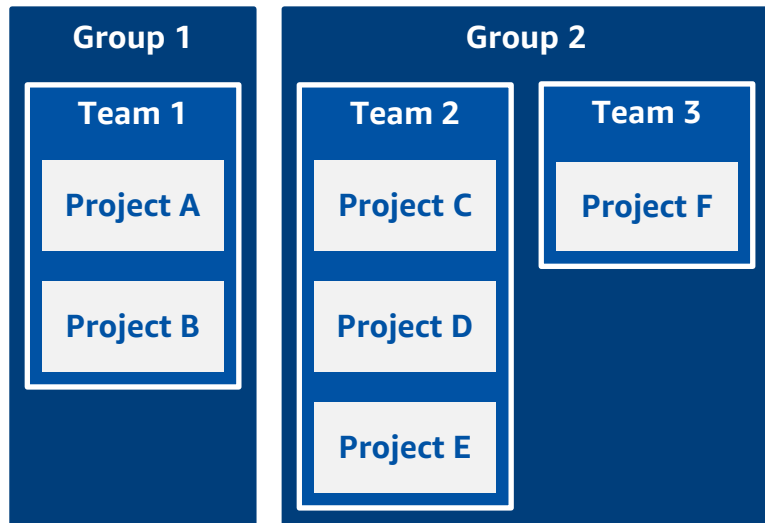 Group 1
Team 1
Project A
Project B
Group 2
Team 2
Project C
Project D
Project E
Team 3
Project F